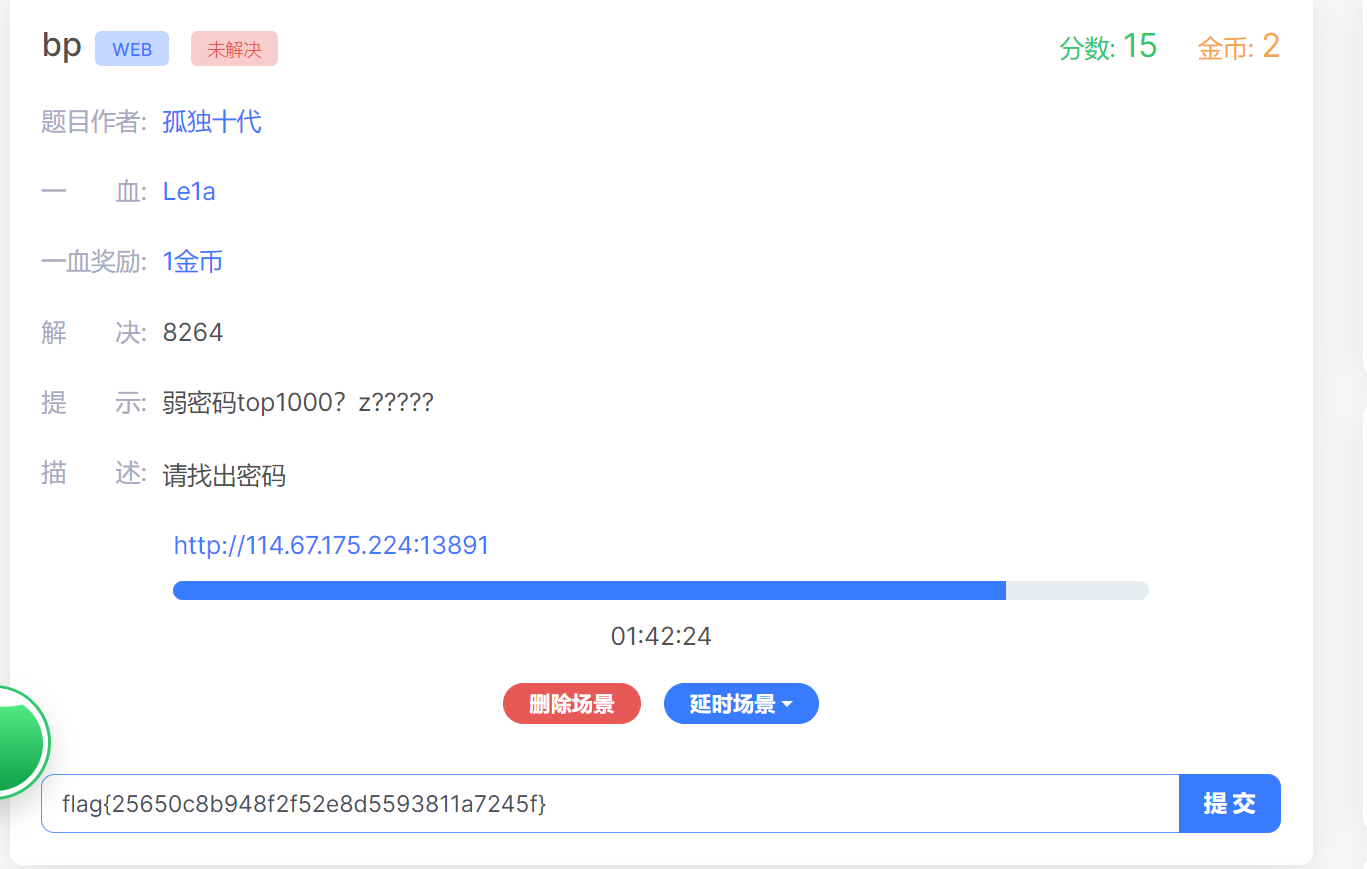 bp WEB 未解决 分数: 15 金币: 2
题目作者: 孤独十代
一 血: Le1a
一血奖励: 1金币
解 决: 8264
提 示: 弱密码top1000？z?????
描 述: 请找出密码
http://114.67.175.224:13891
01:42:24
删除场景 延时场景
flag{25650c8b948f2f52e8d5593811a7245f} 提交